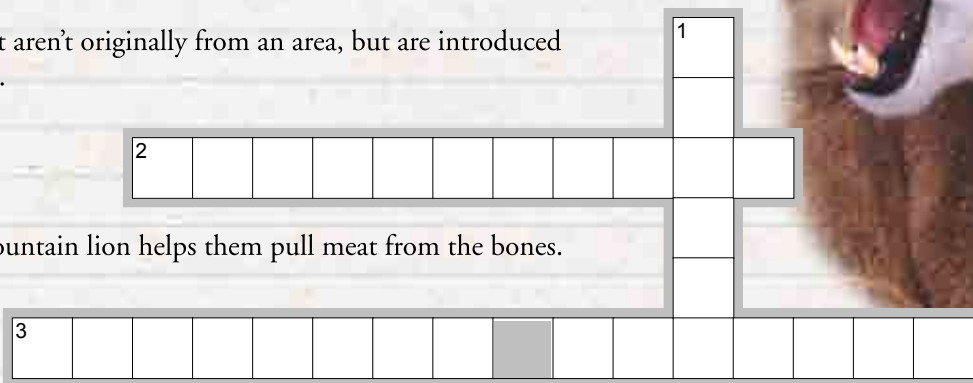 aren't originally from an area, but are introduced
1
2
lion helps them pull meat from the bones.
3